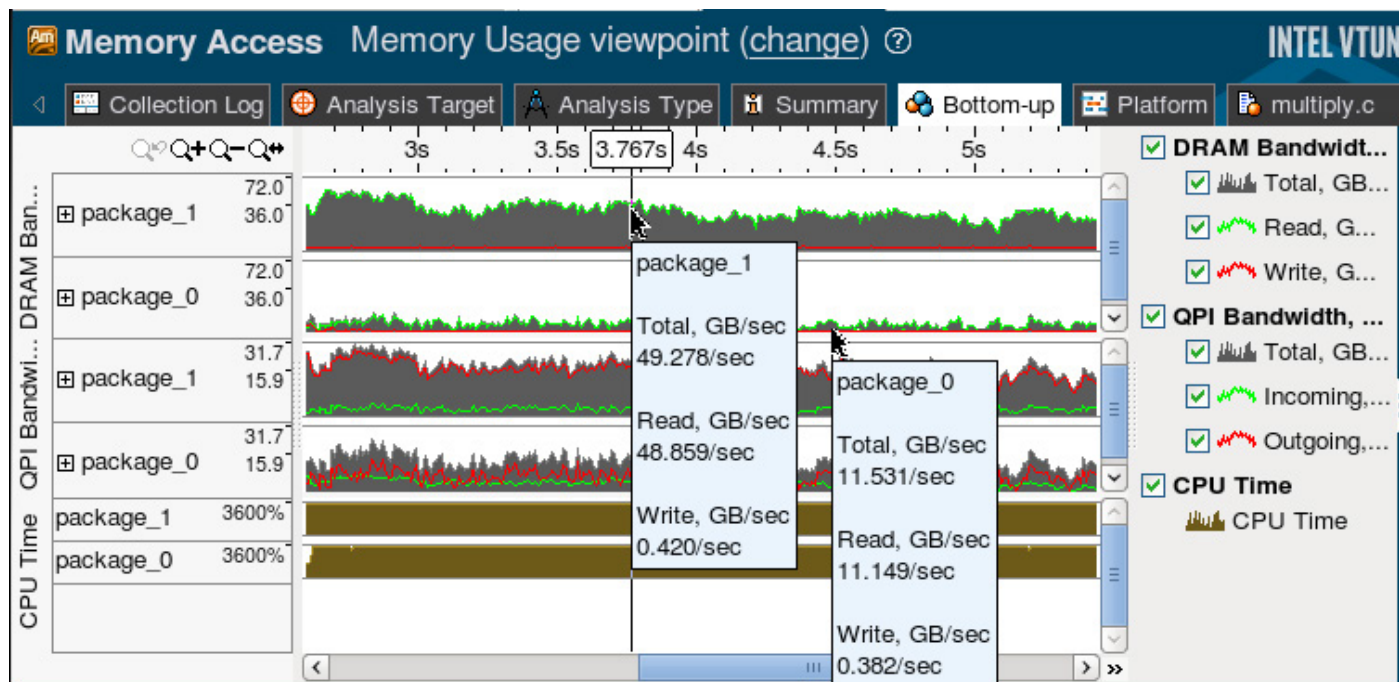 Memory Access Memory Usage viewpoint (change) ?
INTEL VTUN
Collection Log Analysis Target Analysis Type Summary Bottom-up Platform multiply.c
3s 3.5s 3.767s 4s 4.5s 5s
DRAM Ban...
package_1 72.0 36.0
package_0 72.0 36.0
QPI Bandwi...
package_1 31.7 15.9
package_0 31.7 15.9
CPU Time
package_1 3600%
package_0 3600%
package_1
Total, GB/sec
49.278/sec
Read, GB/sec
48.859/sec
Write, GB/sec
0.420/sec
package_0
Total, GB/sec
11.531/sec
Read, GB/sec
11.149/sec
Write, GB/sec
0.382/sec
DRAM Bandwidt...
Total, GB...
Read, G...
Write, G...
QPI Bandwidth, ...
Total, GB...
Incoming,...
Outgoing,...
CPU Time
CPU Time